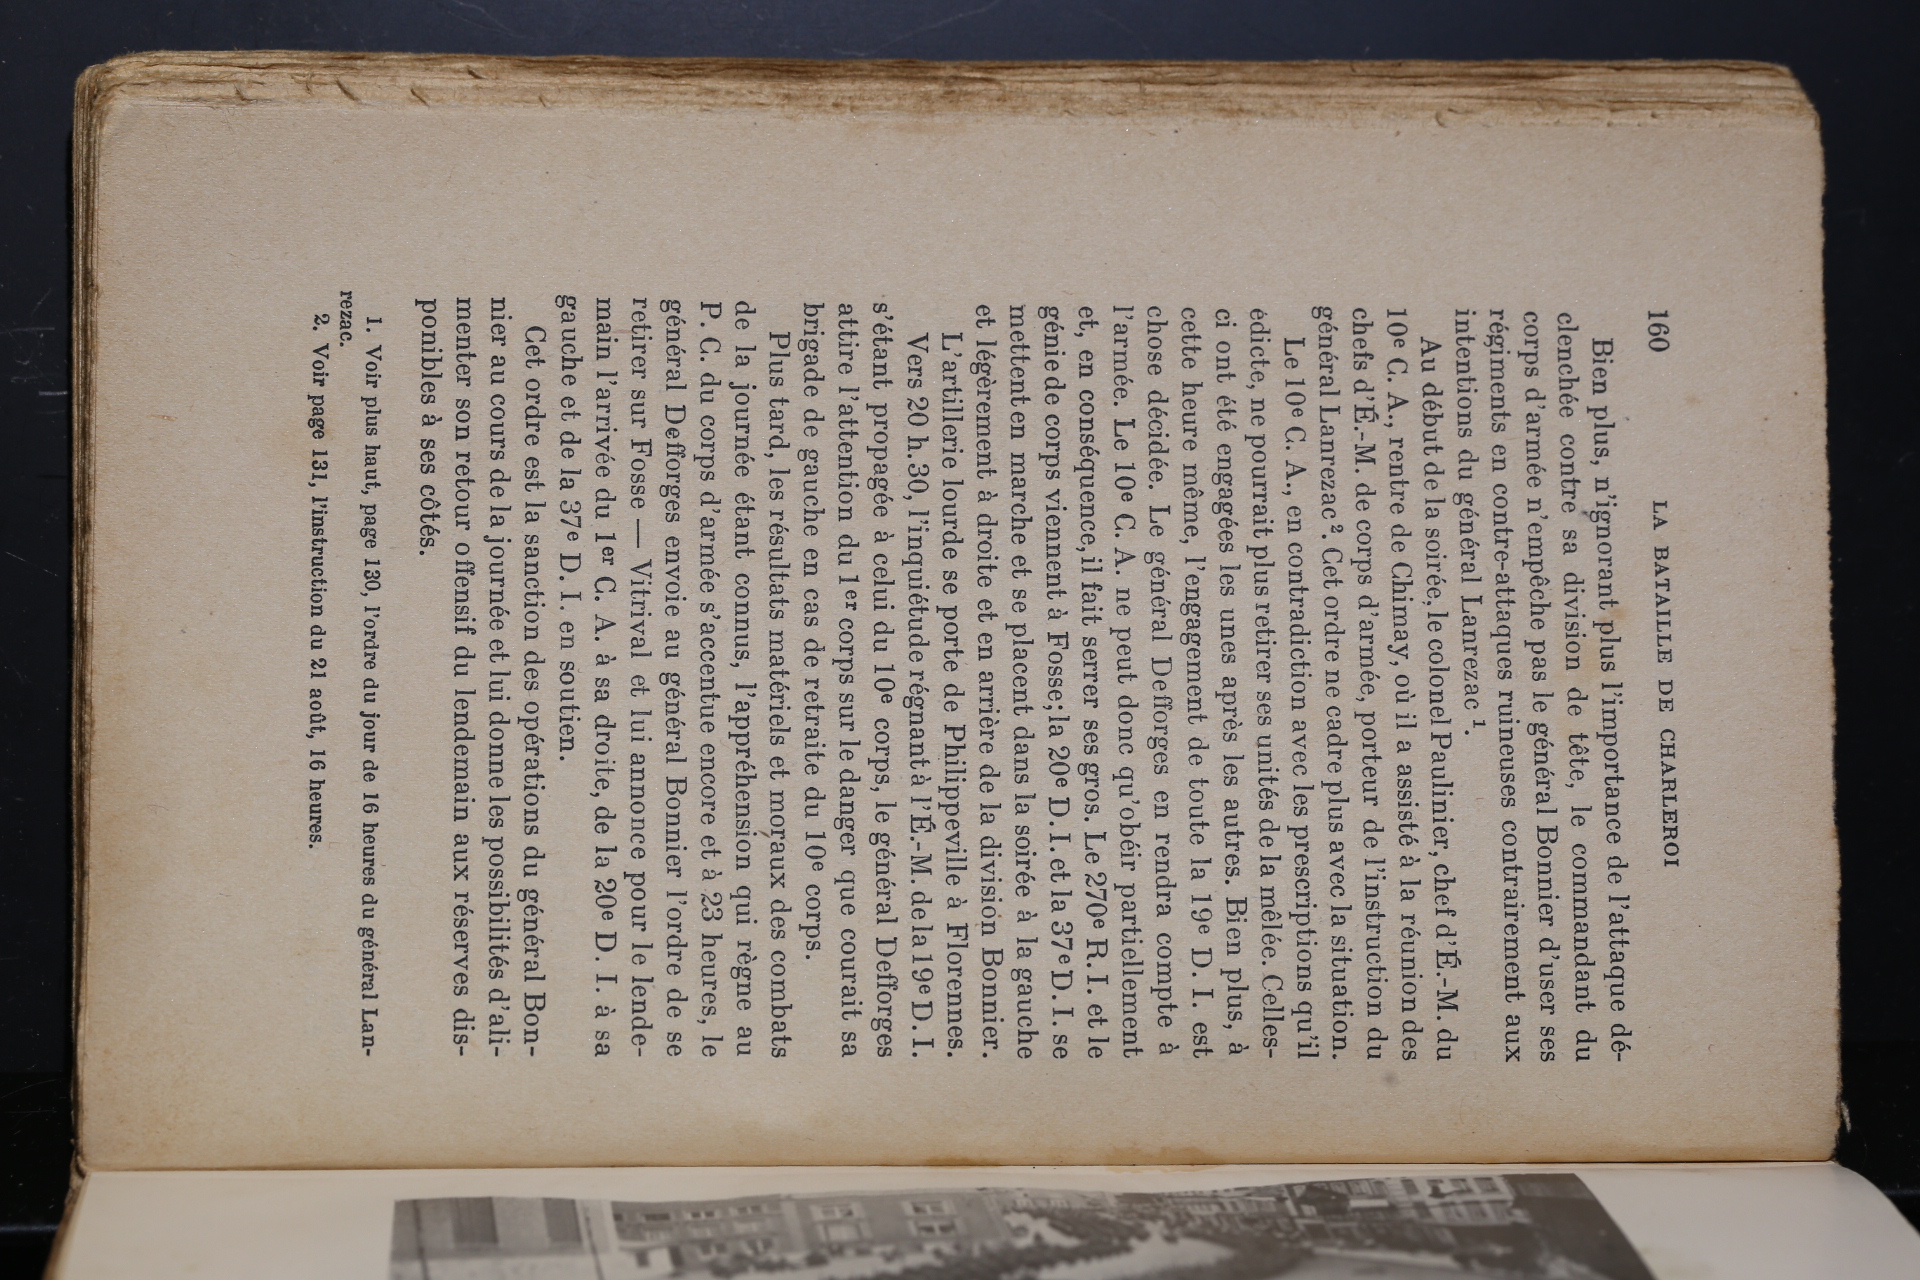 160 LA BATAILLE DE CHARLEROI
Bien plus, n'ignorant plus l'importance de l'attaque dé-
clenchée contre sa division de tête, le commandant du
corps d'armée n'empêche pas le général Bonnier d'user ses
régiments en contre-attaques ruineuses contrairement aux
intentions du général Lanrezac¹.
Au début de la soirée, le colonel Paulinier, chef d'É.-M. du
10e C. A., rentre de Chimay, où il a assisté à la réunion des
chefs d'É.-M. de corps d'armée, porteur de l'instruction du
général Lanrezac². Cet ordre ne cadre plus avec la situation.
Le 10e C. A., en contradiction avec les prescriptions qu'il
édicte, ne pourrait plus retirer ses unités de la mêlée. Celles-
ci ont été engagées les unes après les autres. Bien plus, à
cette heure même, l'engagement de toute la 19e D. I. est
chose décidée. Le général Defforges en rendra compte à
l'armée. Le 10e C. A. ne peut donc qu'obéir partiellement
et, en conséquence, il fait serrer ses gros. Le 270e R. I. et le
génie de corps viennent à Fosse; la 20e D. I. et la 37e D. I. se
mettent en marche et se placent dans la soirée à la gauche
et légèrement à droite et en arrière de la division Bonnier.
L'artillerie lourde se porte de Philippeville à Florennes.
Vers 20 h. 30, l'inquiétude régnant à l'É.-M. de la 19e D. I.
s'étant propagée à celui du 10e corps, le général Defforges
attire l'attention du 1er corps sur le danger que courait sa
brigade de gauche en cas de retraite du 10e corps.
Plus tard, les résultats matériels et moraux des combats
de la journée étant connus, l'appréhension qui règne au
P. C. du corps d'armée s'accentue encore et à 23 heures, le
général Defforges envoie au général Bonnier l'ordre de se
retirer sur Fosse — Vitrival et lui annonce pour le lende-
main l'arrivée du 1er C. A. à sa droite, de la 20e D. I. à sa
gauche et de la 37e D. I. en soutien.
Cet ordre est la sanction des opérations du général Bon-
nier au cours de la journée et lui donne les possibilités d'ali-
menter son retour offensif du lendemain aux réserves dis-
ponibles à ses côtés.
1. Voir plus haut, page 130, l'ordre du jour de 16 heures du général Lan-
rezac.
2. Voir page 131, l'instruction du 21 août, 16 heures.